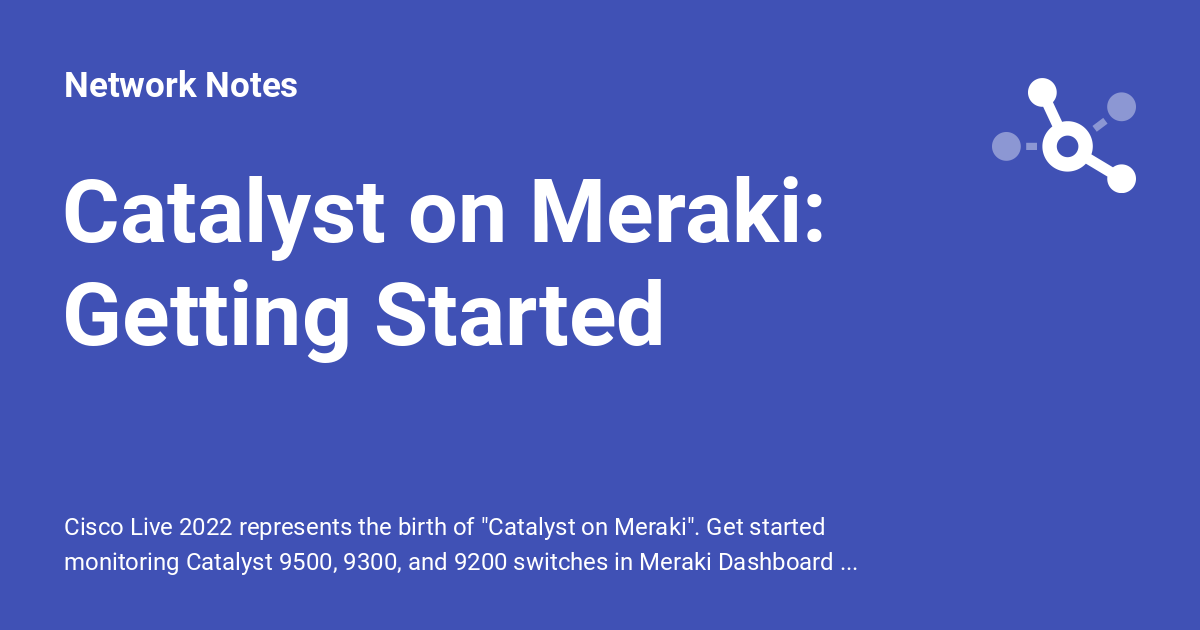 Network Notes
Catalyst on Meraki:
Getting Started
Cisco Live 2022 represents the birth of "Catalyst on Meraki". Get started
monitoring Catalyst 9500, 9300, and 9200 switches in Meraki Dashboard ...